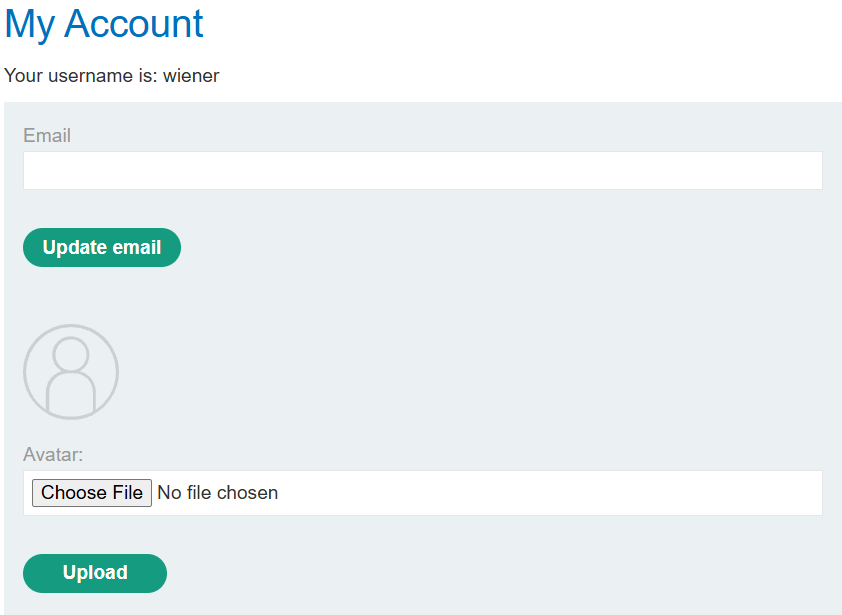 My Account
Your username is: wiener
Email
Update email
Avatar:
Choose File No file chosen
Upload